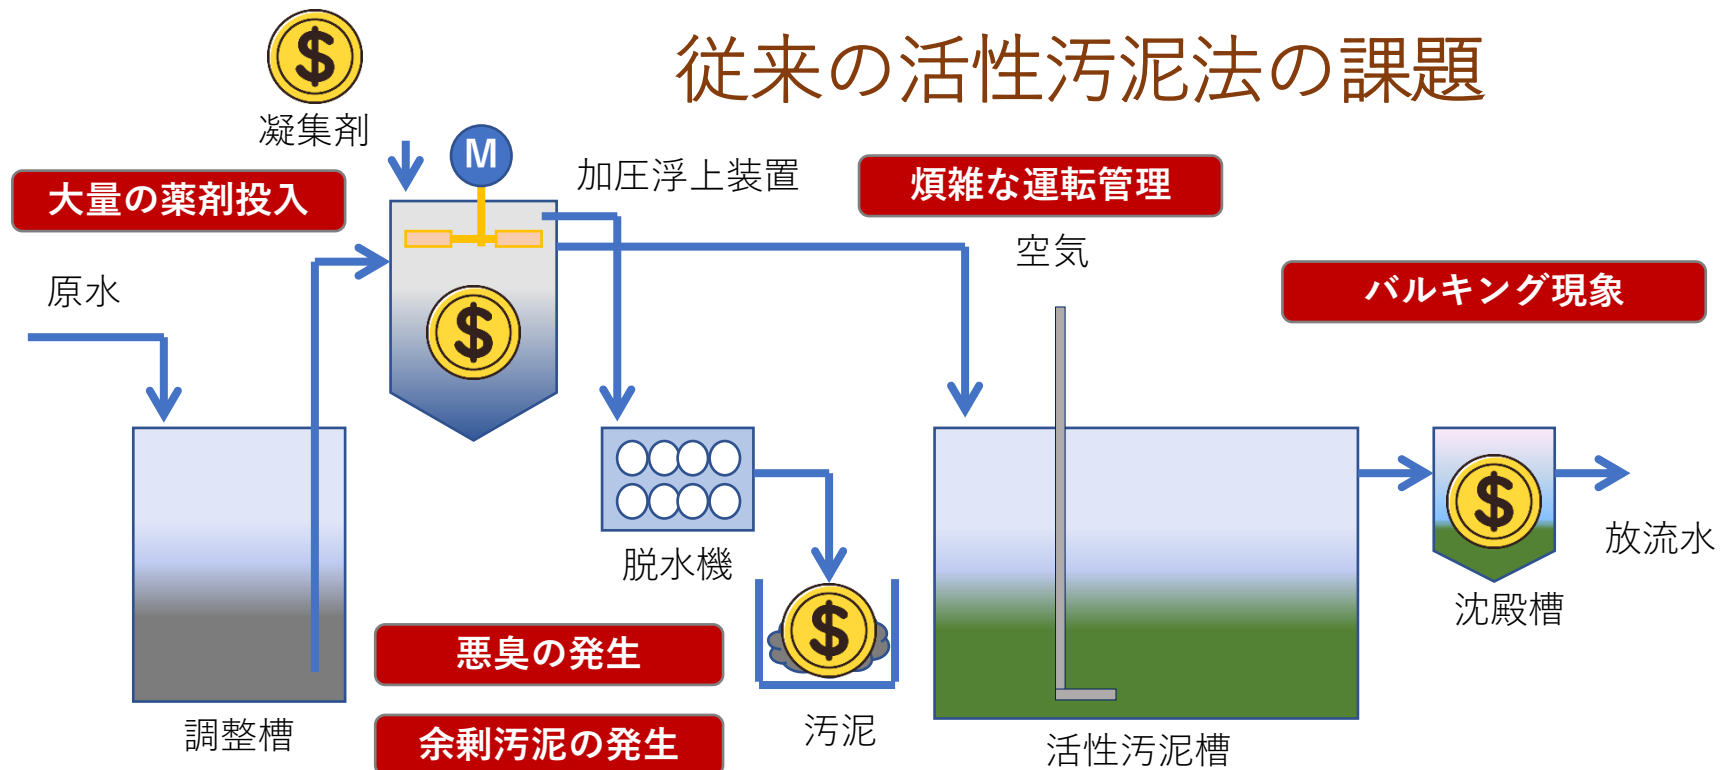 従来の活性汚泥法の課題
$
凝集剤
M
加圧浮上装置
大量の薬剤投入
煩雑な運転管理
空気
原水
バルキング現象
$
脱水機
$
放流水
沈殿槽
悪臭の発生
$
調整槽
余剰汚泥の発生
汚泥
活性汚泥槽